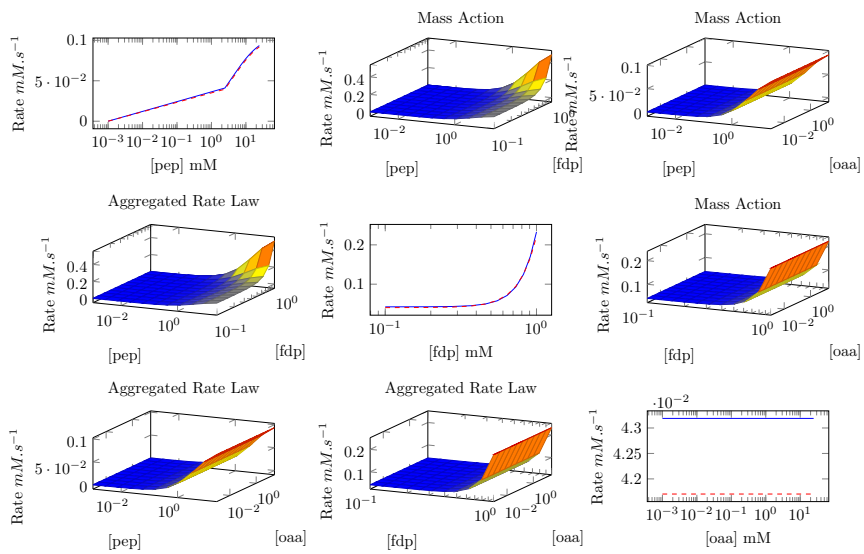 Mass Action
Mass Action
0.1
5 · 10⁻²
0
Rate mM.s⁻¹
10⁻³ 10⁻² 10⁻¹ 10⁰ 10¹
[pep] mM
0.4
0.2
0
Rate mM.s⁻¹
10⁻² 10⁰
[pep]
10⁻¹ 10⁰
[fdp]
0.1
5 · 10⁻²
0
Rate mM.s⁻¹
10⁻² 10⁰
[pep]
10⁻² 10⁰
[oaa]
Aggregated Rate Law
Mass Action
0.4
0.2
0
Rate mM.s⁻¹
10⁻² 10⁰
[pep]
10⁻¹ 10⁰
[fdp]
0.2
0.1
Rate mM.s⁻¹
10⁻¹ 10⁰
[fdp] mM
0.2
0.1
Rate mM.s⁻¹
10⁻¹ 10⁰
[fdp]
10⁻² 10⁰
[oaa]
Aggregated Rate Law
Aggregated Rate Law
0.1
5 · 10⁻²
0
Rate mM.s⁻¹
10⁻² 10⁰
[pep]
10⁻² 10⁰
[oaa]
0.2
0.1
Rate mM.s⁻¹
10⁻¹ 10⁰
[fdp]
10⁻² 10⁰
[oaa]
·10⁻²
4.3
4.2
4.2
Rate mM.s⁻¹
10⁻³ 10⁻² 10⁻¹ 10⁰ 10¹
[oaa] mM